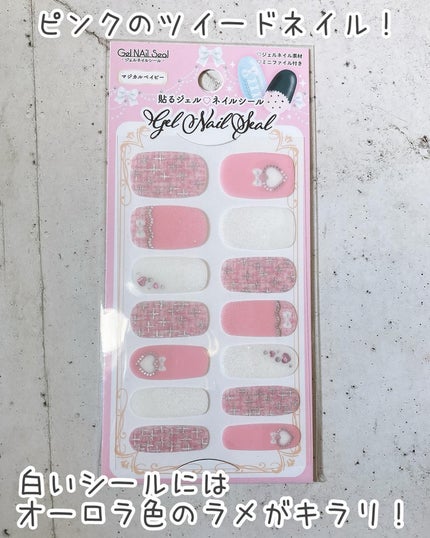 ピンクのツイードネイル！
Gel NAIL Seal
ジェルネイルシール
マジカルベイビー
♡ジェルネイル素材
♡ミニファイル付き
貼るジェル♡ネイルシール
Gel Nail Seal
白いシールには
オーロラ色のラメがキラリ！